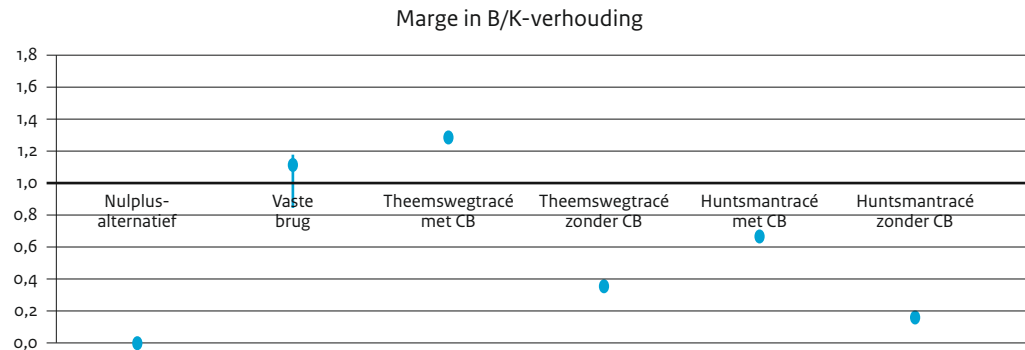 Marge in B/K-verhouding
1,8
1,6
1,4
1,2
1,0
0,8
0,6
0,4
0,2
0,0
Nulplus-
alternatief
Vaste
brug
Theemswegtracé
met CB
Theemswegtracé
zonder CB
Huntsmantracé
met CB
Huntsmantracé
zonder CB